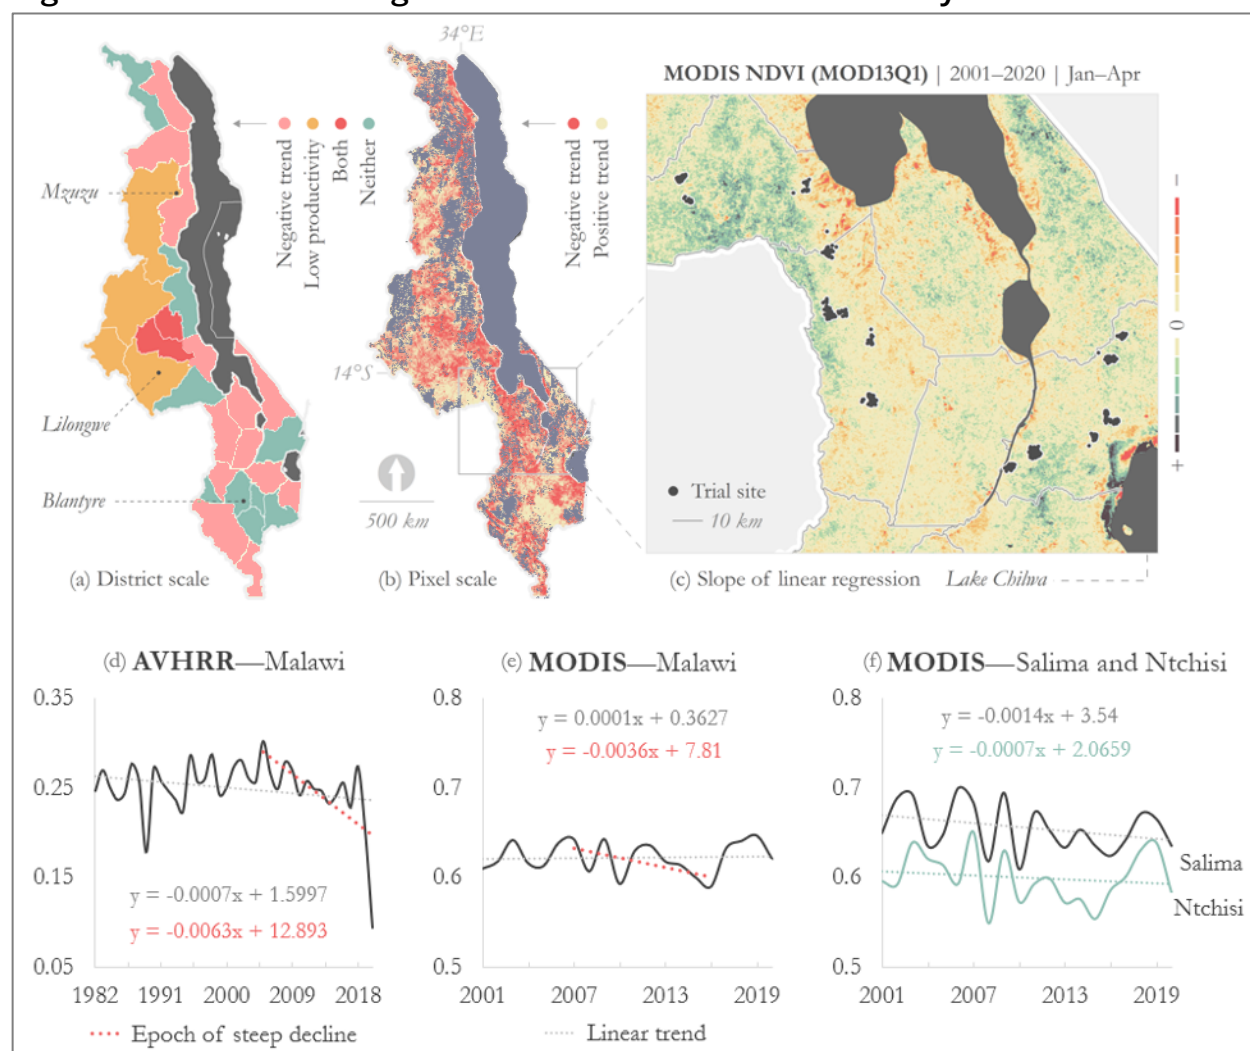 34°E
MODIS NDVI (MOD13Q1) | 2001–2020 | Jan–Apr
Mzuzu
Negative trend
Low productivity
Both
Neither
Negative trend
Positive trend
–
0
+
14°S
Lilongwe
Blantyre
500 km
Trial site
10 km
(a) District scale
(b) Pixel scale
(c) Slope of linear regression
Lake Chilwa
(d) AVHRR—Malawi
(e) MODIS—Malawi
(f) MODIS—Salima and Ntchisi
0.35
0.25
0.15
0.05
y = -0.0007x + 1.5997
y = -0.0063x + 12.893
1982 1991 2000 2009 2018
0.8
0.7
0.6
0.5
y = 0.0001x + 0.3627
y = -0.0036x + 7.81
2001 2007 2013 2019
0.8
0.7
0.6
0.5
y = -0.0014x + 3.54
y = -0.0007x + 2.0659
Salima
Ntchisi
2001 2007 2013 2019
Epoch of steep decline
Linear trend